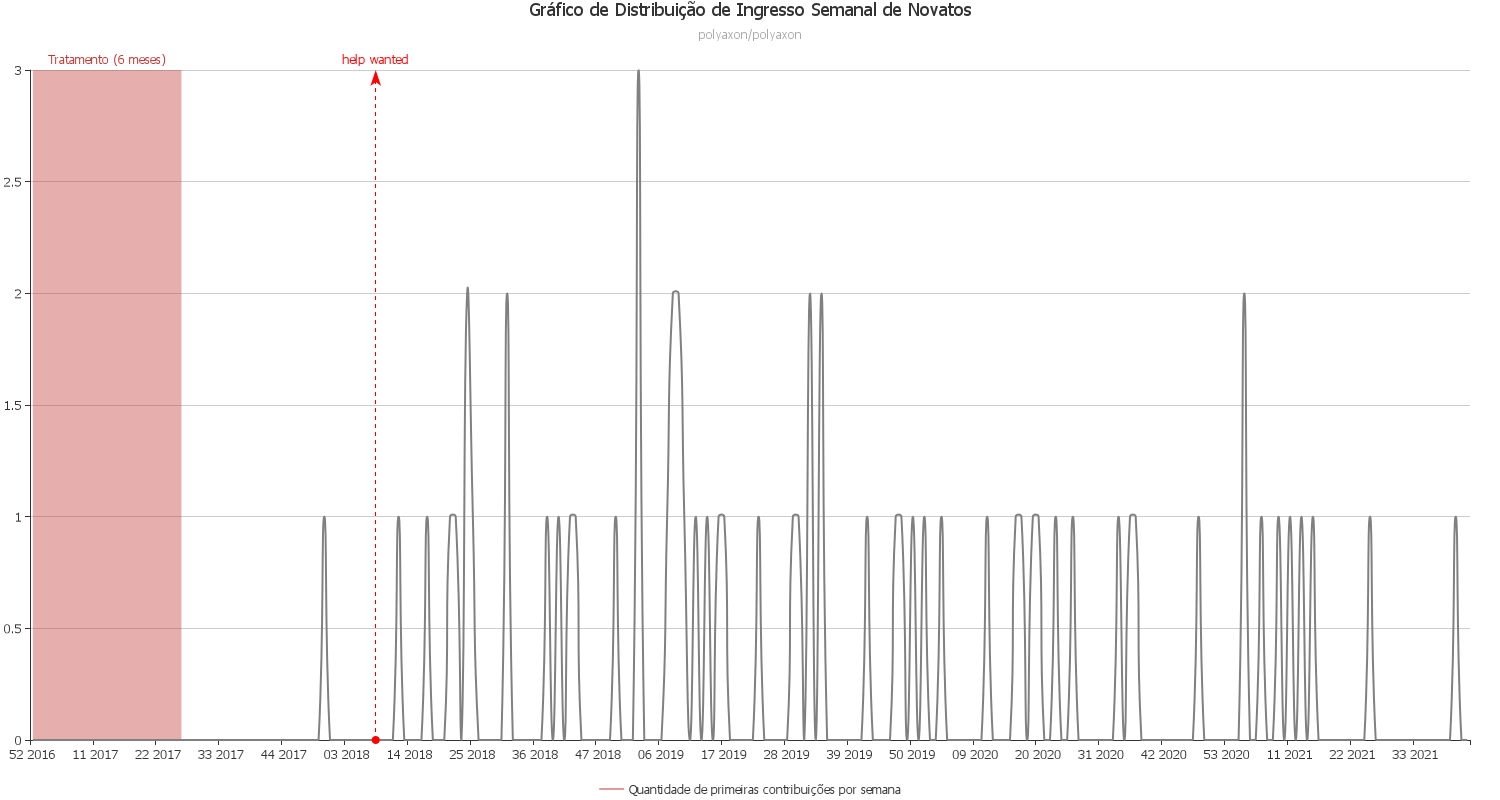 Gráfico de Distribuição de Ingresso Semanal de Novatos
polyaxon/polyaxon
Tratamento (6 meses)
help wanted
3
2.5
2
1.5
1
0.5
0
52 2016 11 2017 22 2017 33 2017 44 2017 03 2018 14 2018 25 2018 36 2018 47 2018 06 2019 17 2019 28 2019 39 2019 50 2019 09 2020 20 2020 31 2020 42 2020 53 2020 11 2021 22 2021 33 2021
Quantidade de primeiras contribuições por semana